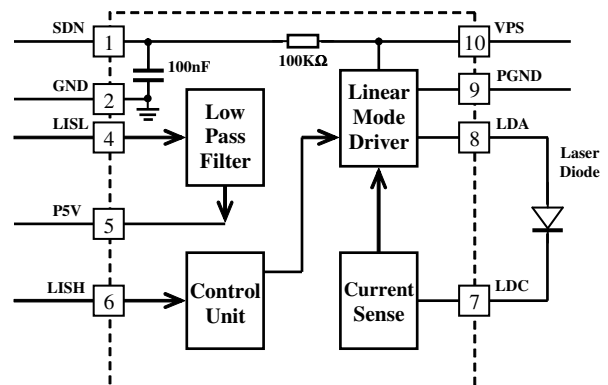 SDN
1
100nF
100KΩ
10
VPS
GND
2
9
PGND
LISL
4
Low
Pass
Filter
Linear
Mode
Driver
8
LDA
Laser
Diode
P5V
5
LISH
6
Control
Unit
Current
Sense
7
LDC